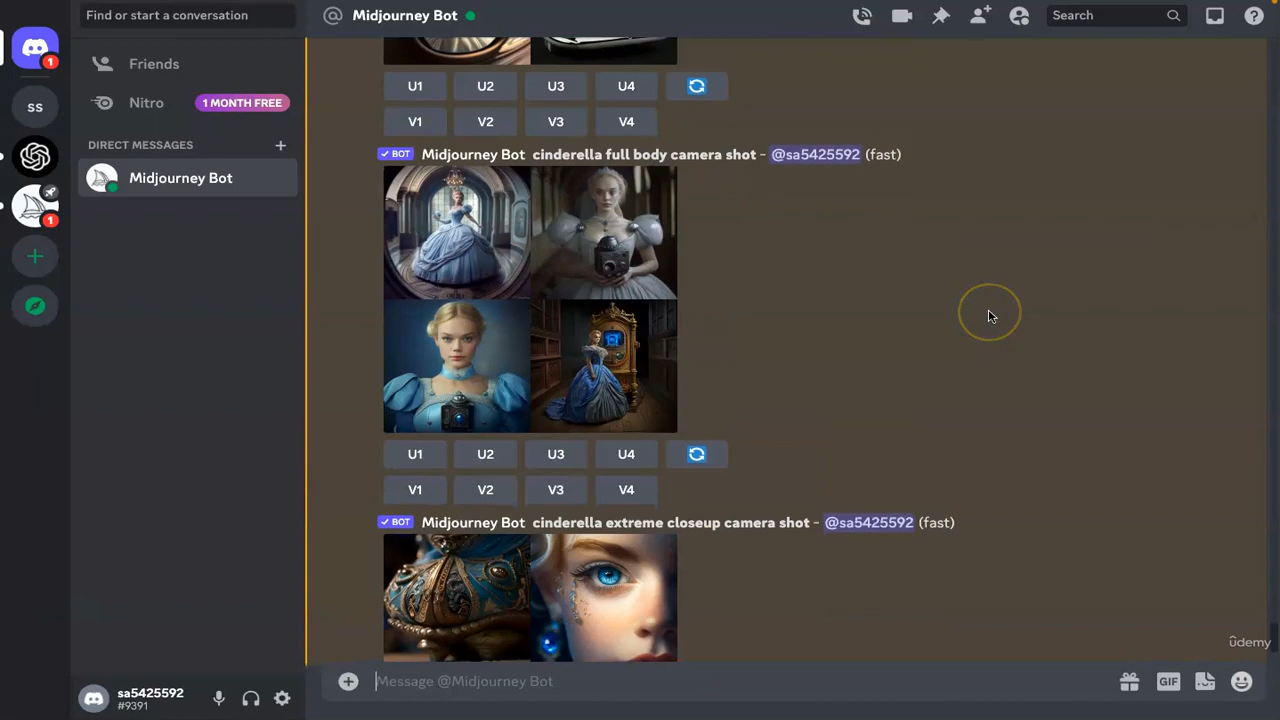 Find or start a conversation
Midjourney Bot
Search
1
Friends
Nitro
1 MONTH FREE
DIRECT MESSAGES
SS
Midjourney Bot
1
U1 U2 U3 U4
V1 V2 V3 V4
BOT Midjourney Bot cinderella full body camera shot - @sa5425592 (fast)
U1 U2 U3 U4
V1 V2 V3 V4
BOT Midjourney Bot cinderella extreme closeup camera shot - @sa5425592 (fast)
ûdemy
Message @Midjourney Bot
GIF
sa5425592
#9391